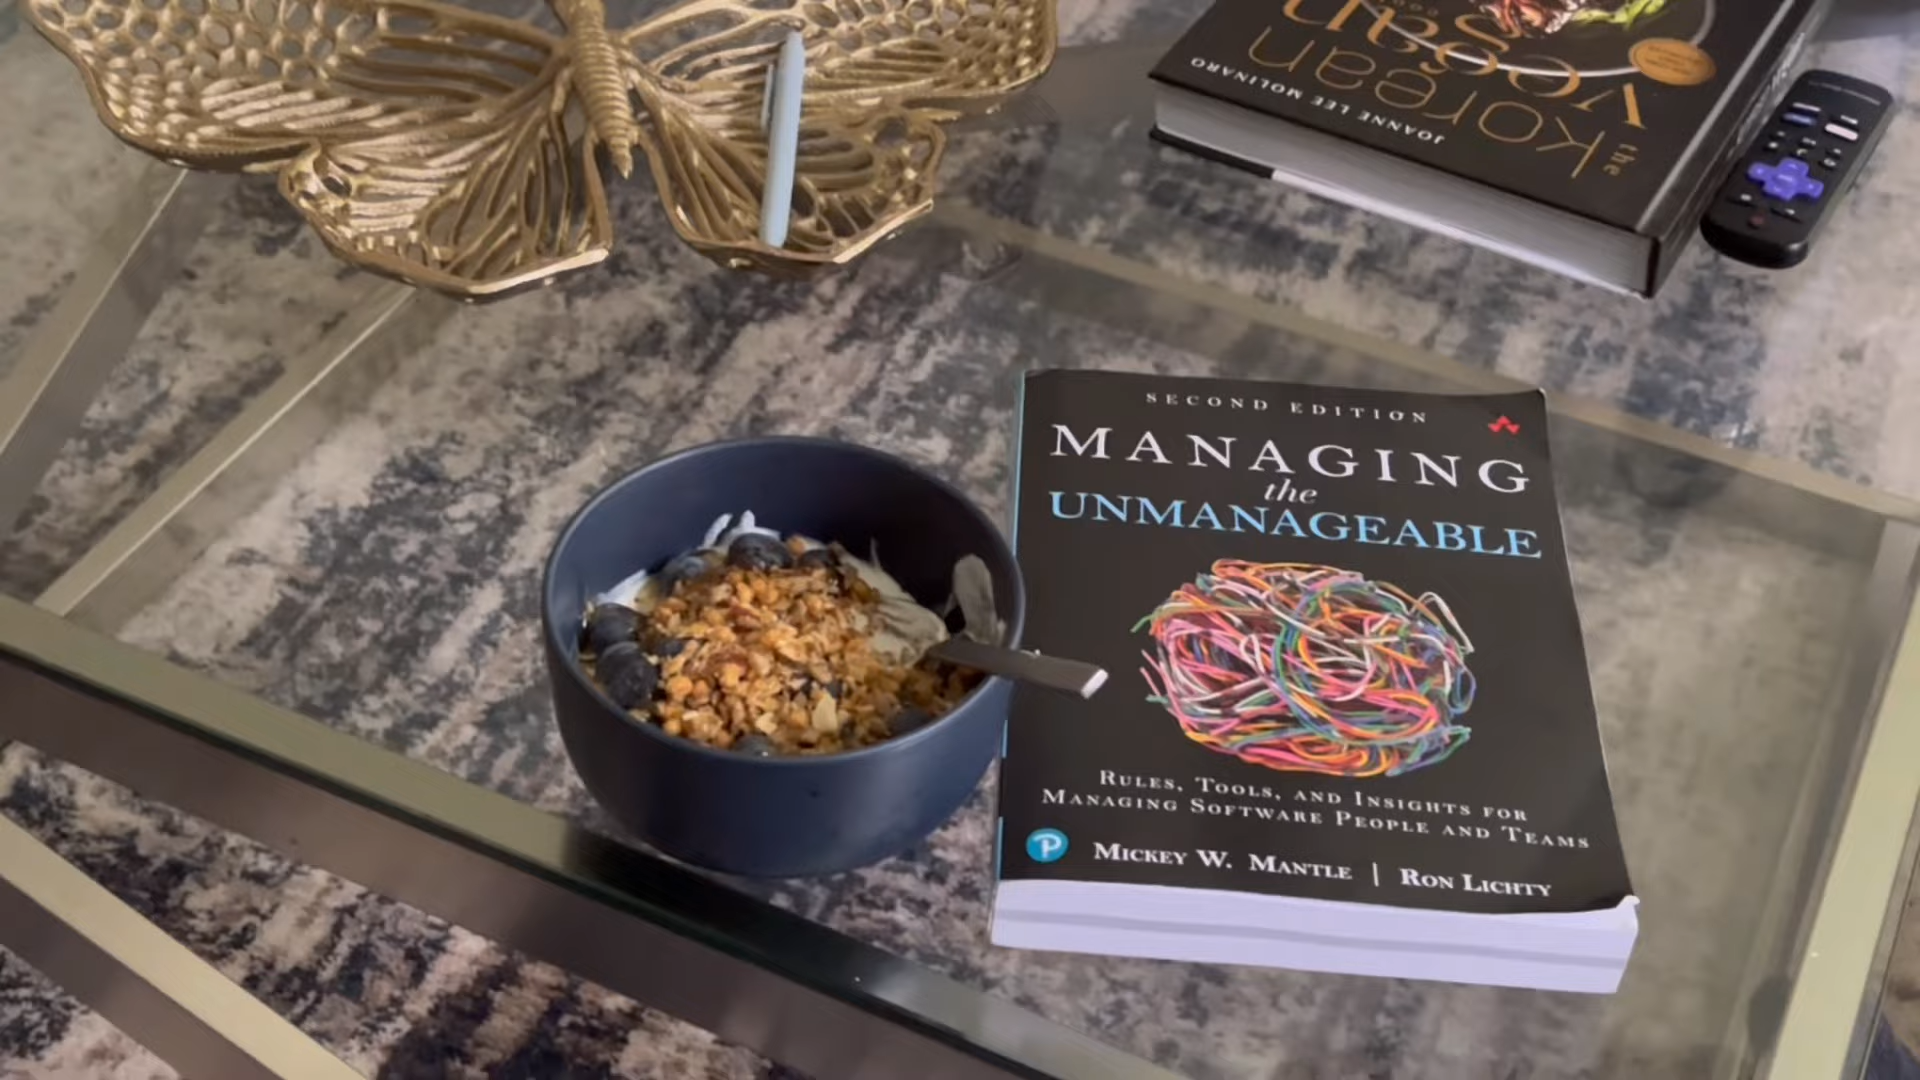 the
korean
vegan
JOANNE LEE MOLINARO
SECOND EDITION
MANAGING
the
UNMANAGEABLE
RULES, TOOLS, AND INSIGHTS FOR
MANAGING SOFTWARE PEOPLE AND TEAMS
P
MICKEY W. MANTLE | RON LICHTY